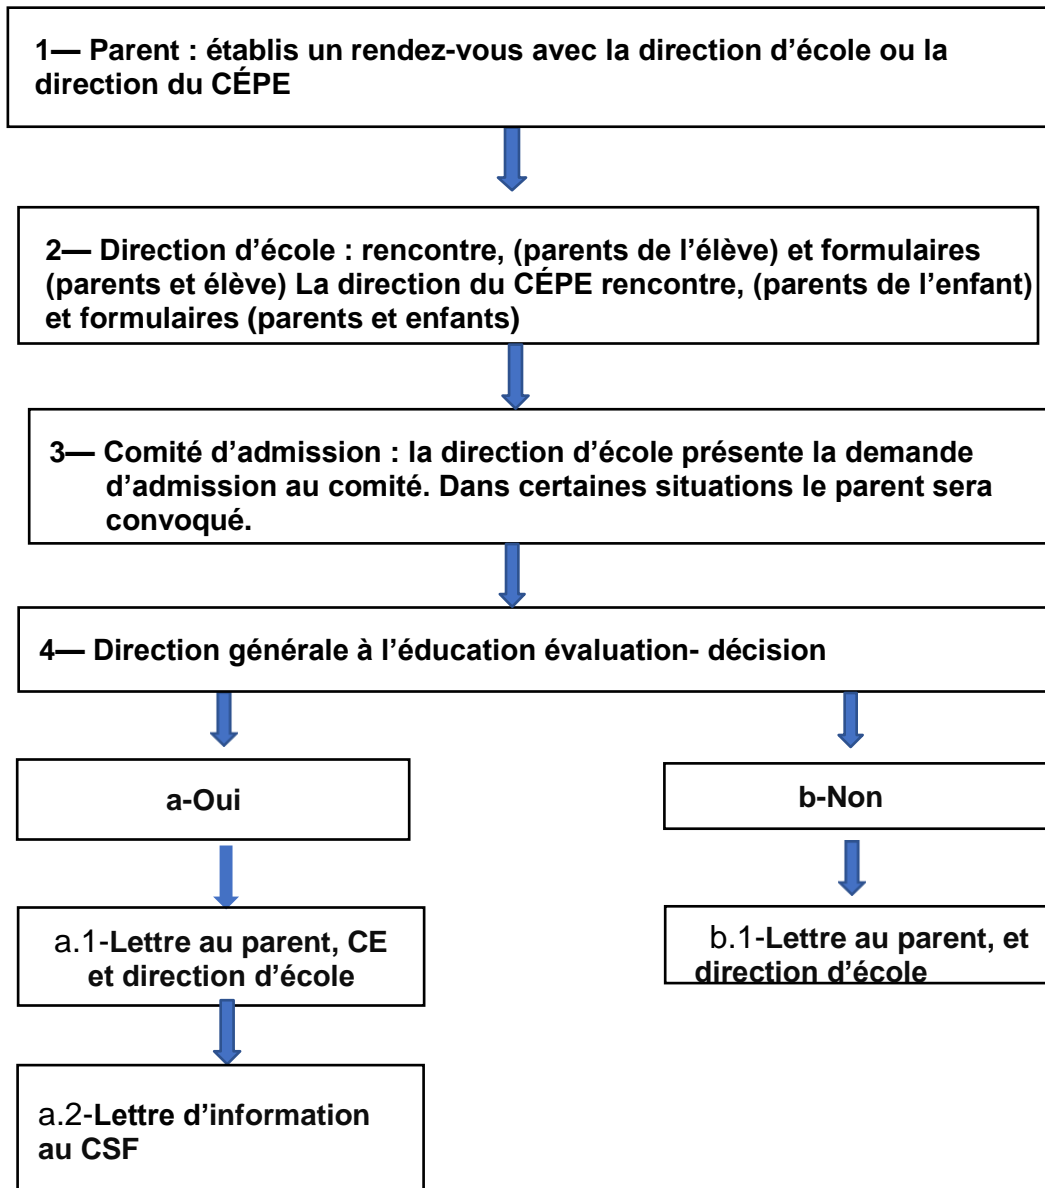 1— Parent : établis un rendez-vous avec la direction d’école ou la
direction du CÉPE
2— Direction d’école : rencontre, (parents de l’élève) et formulaires
(parents et élève) La direction du CÉPE rencontre, (parents de l’enfant)
et formulaires (parents et enfants)
3— Comité d’admission : la direction d’école présente la demande
d’admission au comité. Dans certaines situations le parent sera
convoqué.
4— Direction générale à l’éducation évaluation- décision
a-Oui
b-Non
a.1-Lettre au parent, CE
et direction d’école
b.1-Lettre au parent, et
direction d’école
a.2-Lettre d’information
au CSF